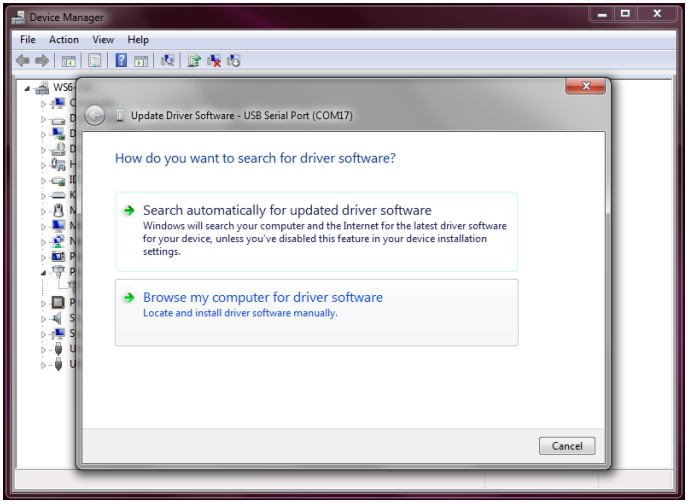 Device Manager
File Action View Help
WS6-
Update Driver Software - USB Serial Port (COM17)
How do you want to search for driver software?
Search automatically for updated driver software
Windows will search your computer and the Internet for the latest driver software
for your device, unless you've disabled this feature in your device installation
settings.
Browse my computer for driver software
Locate and install driver software manually.
Cancel